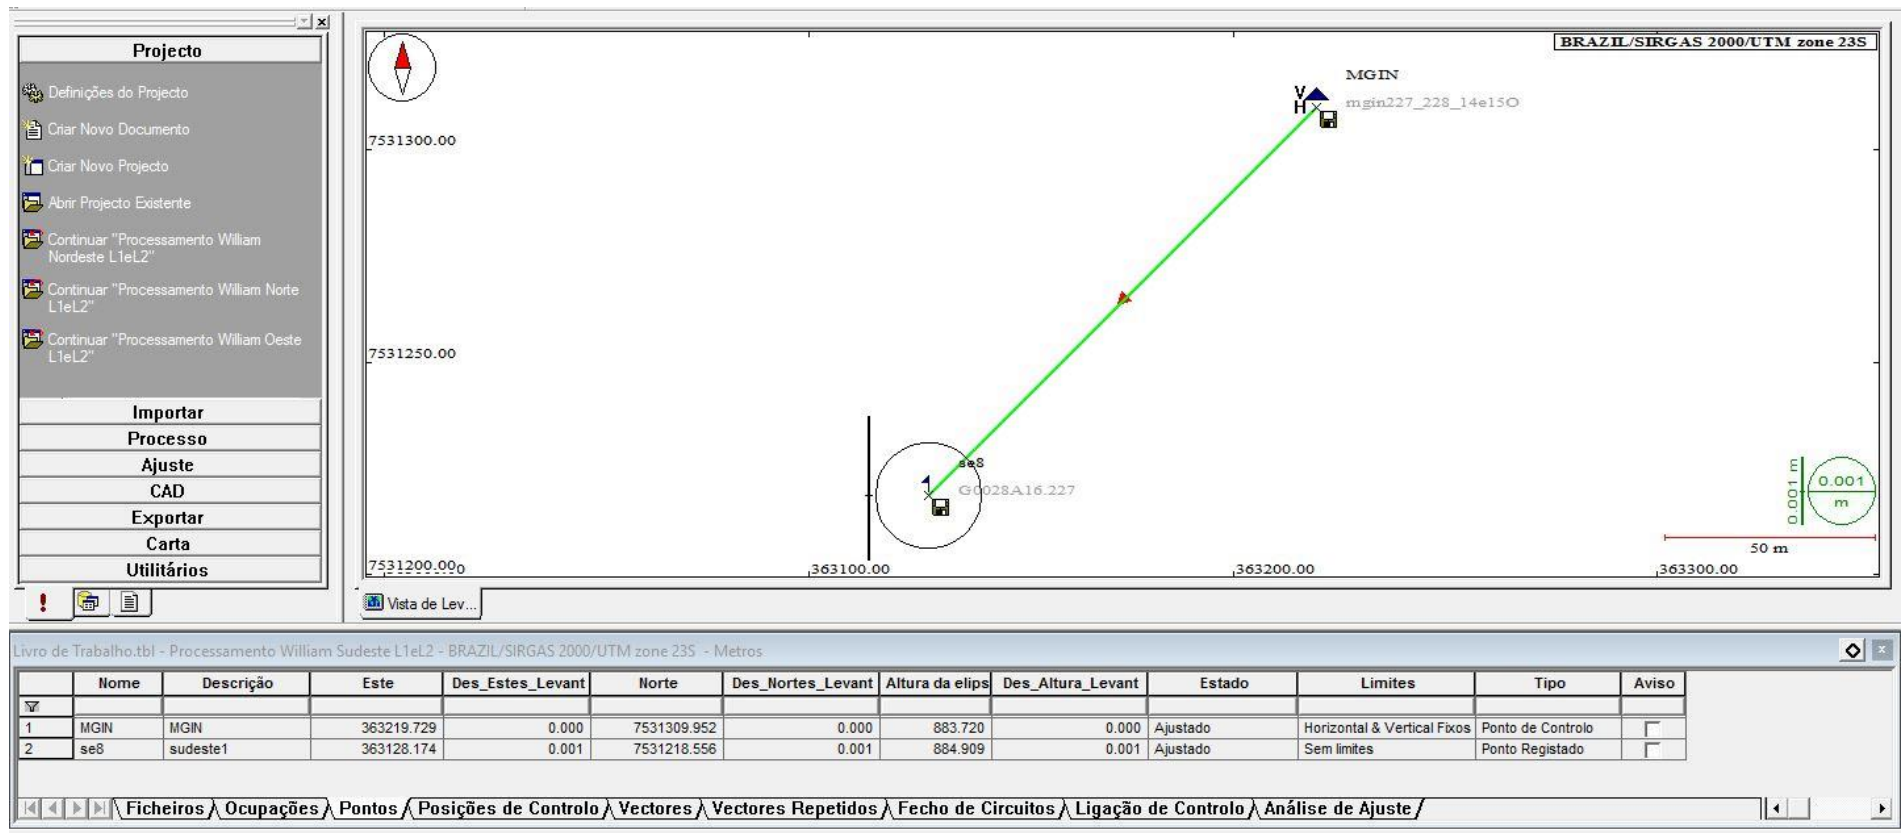 Projecto
Definições do Projecto
Criar Novo Documento
Criar Novo Projecto
Abrir Projecto Existente
Continuar "Processamento William
Nordeste L1eL2"
Continuar "Processamento William Norte
L1eL2"
Continuar "Processamento William Oeste
L1eL2"
Importar
Processo
Ajuste
CAD
Exportar
Carta
Utilitários
BRAZIL/SIRGAS 2000/UTM zone 23S
MGIN
V
H
mgin227_228_14e15O
7531300.00
7531250.00
se8
G0028A16.227
0.001 m
0.001
m
50 m
7531200.00
363100.00
363200.00
363300.00
Vista de Lev...
Livro de Trabalho.tbl - Processamento William Sudeste L1eL2 - BRAZIL/SIRGAS 2000/UTM zone 23S - Metros
Nome Descrição Este Des_Estes_Levant Norte Des_Nortes_Levant Altura da elips Des_Altura_Levant Estado Limites Tipo Aviso
1 MGIN MGIN 363219.729 0.000 7531309.952 0.000 883.720 0.000 Ajustado Horizontal & Vertical Fixos Ponto de Controlo
2 se8 sudeste1 363128.174 0.001 7531218.556 0.001 884.909 0.001 Ajustado Sem limites Ponto Registado
Ficheiros Ocupações Pontos Posições de Controlo Vectores Vectores Repetidos Fecho de Circuitos Ligação de Controlo Análise de Ajuste